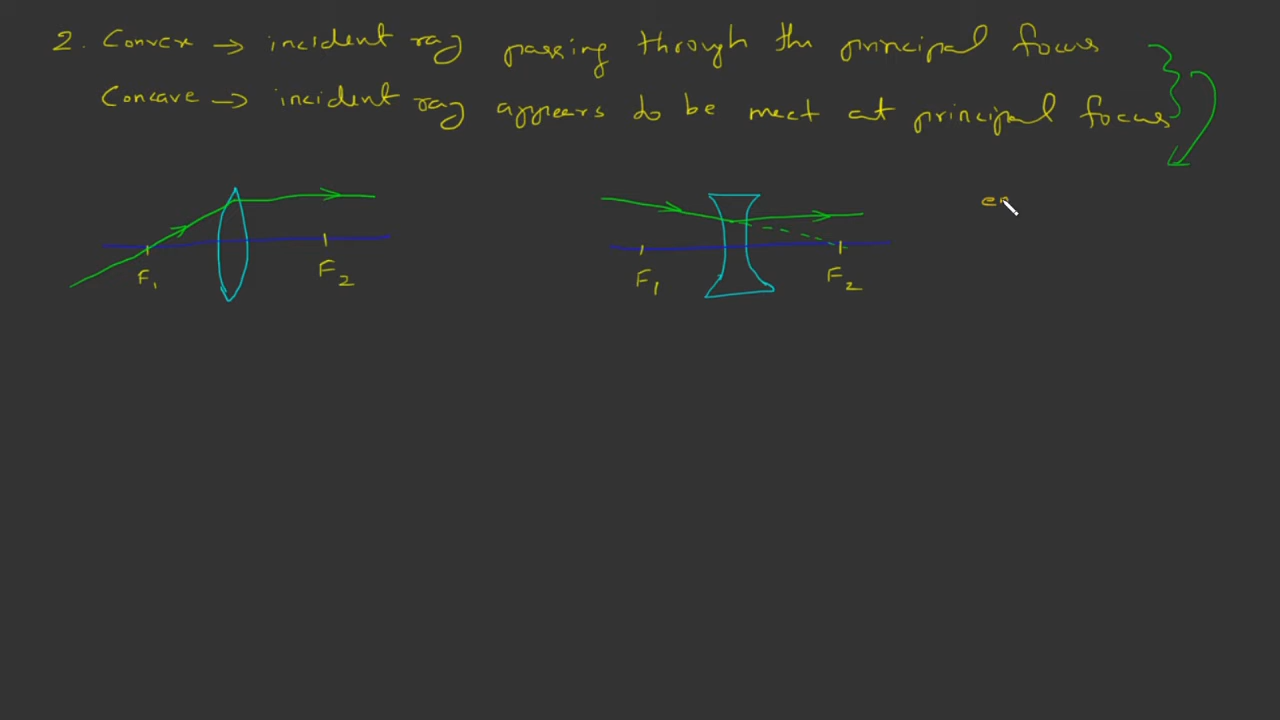 2. Convex → incident ray passing through the principal focus
Concave → incident ray appears to be meet at principal focus
F1 F2 F1 F2